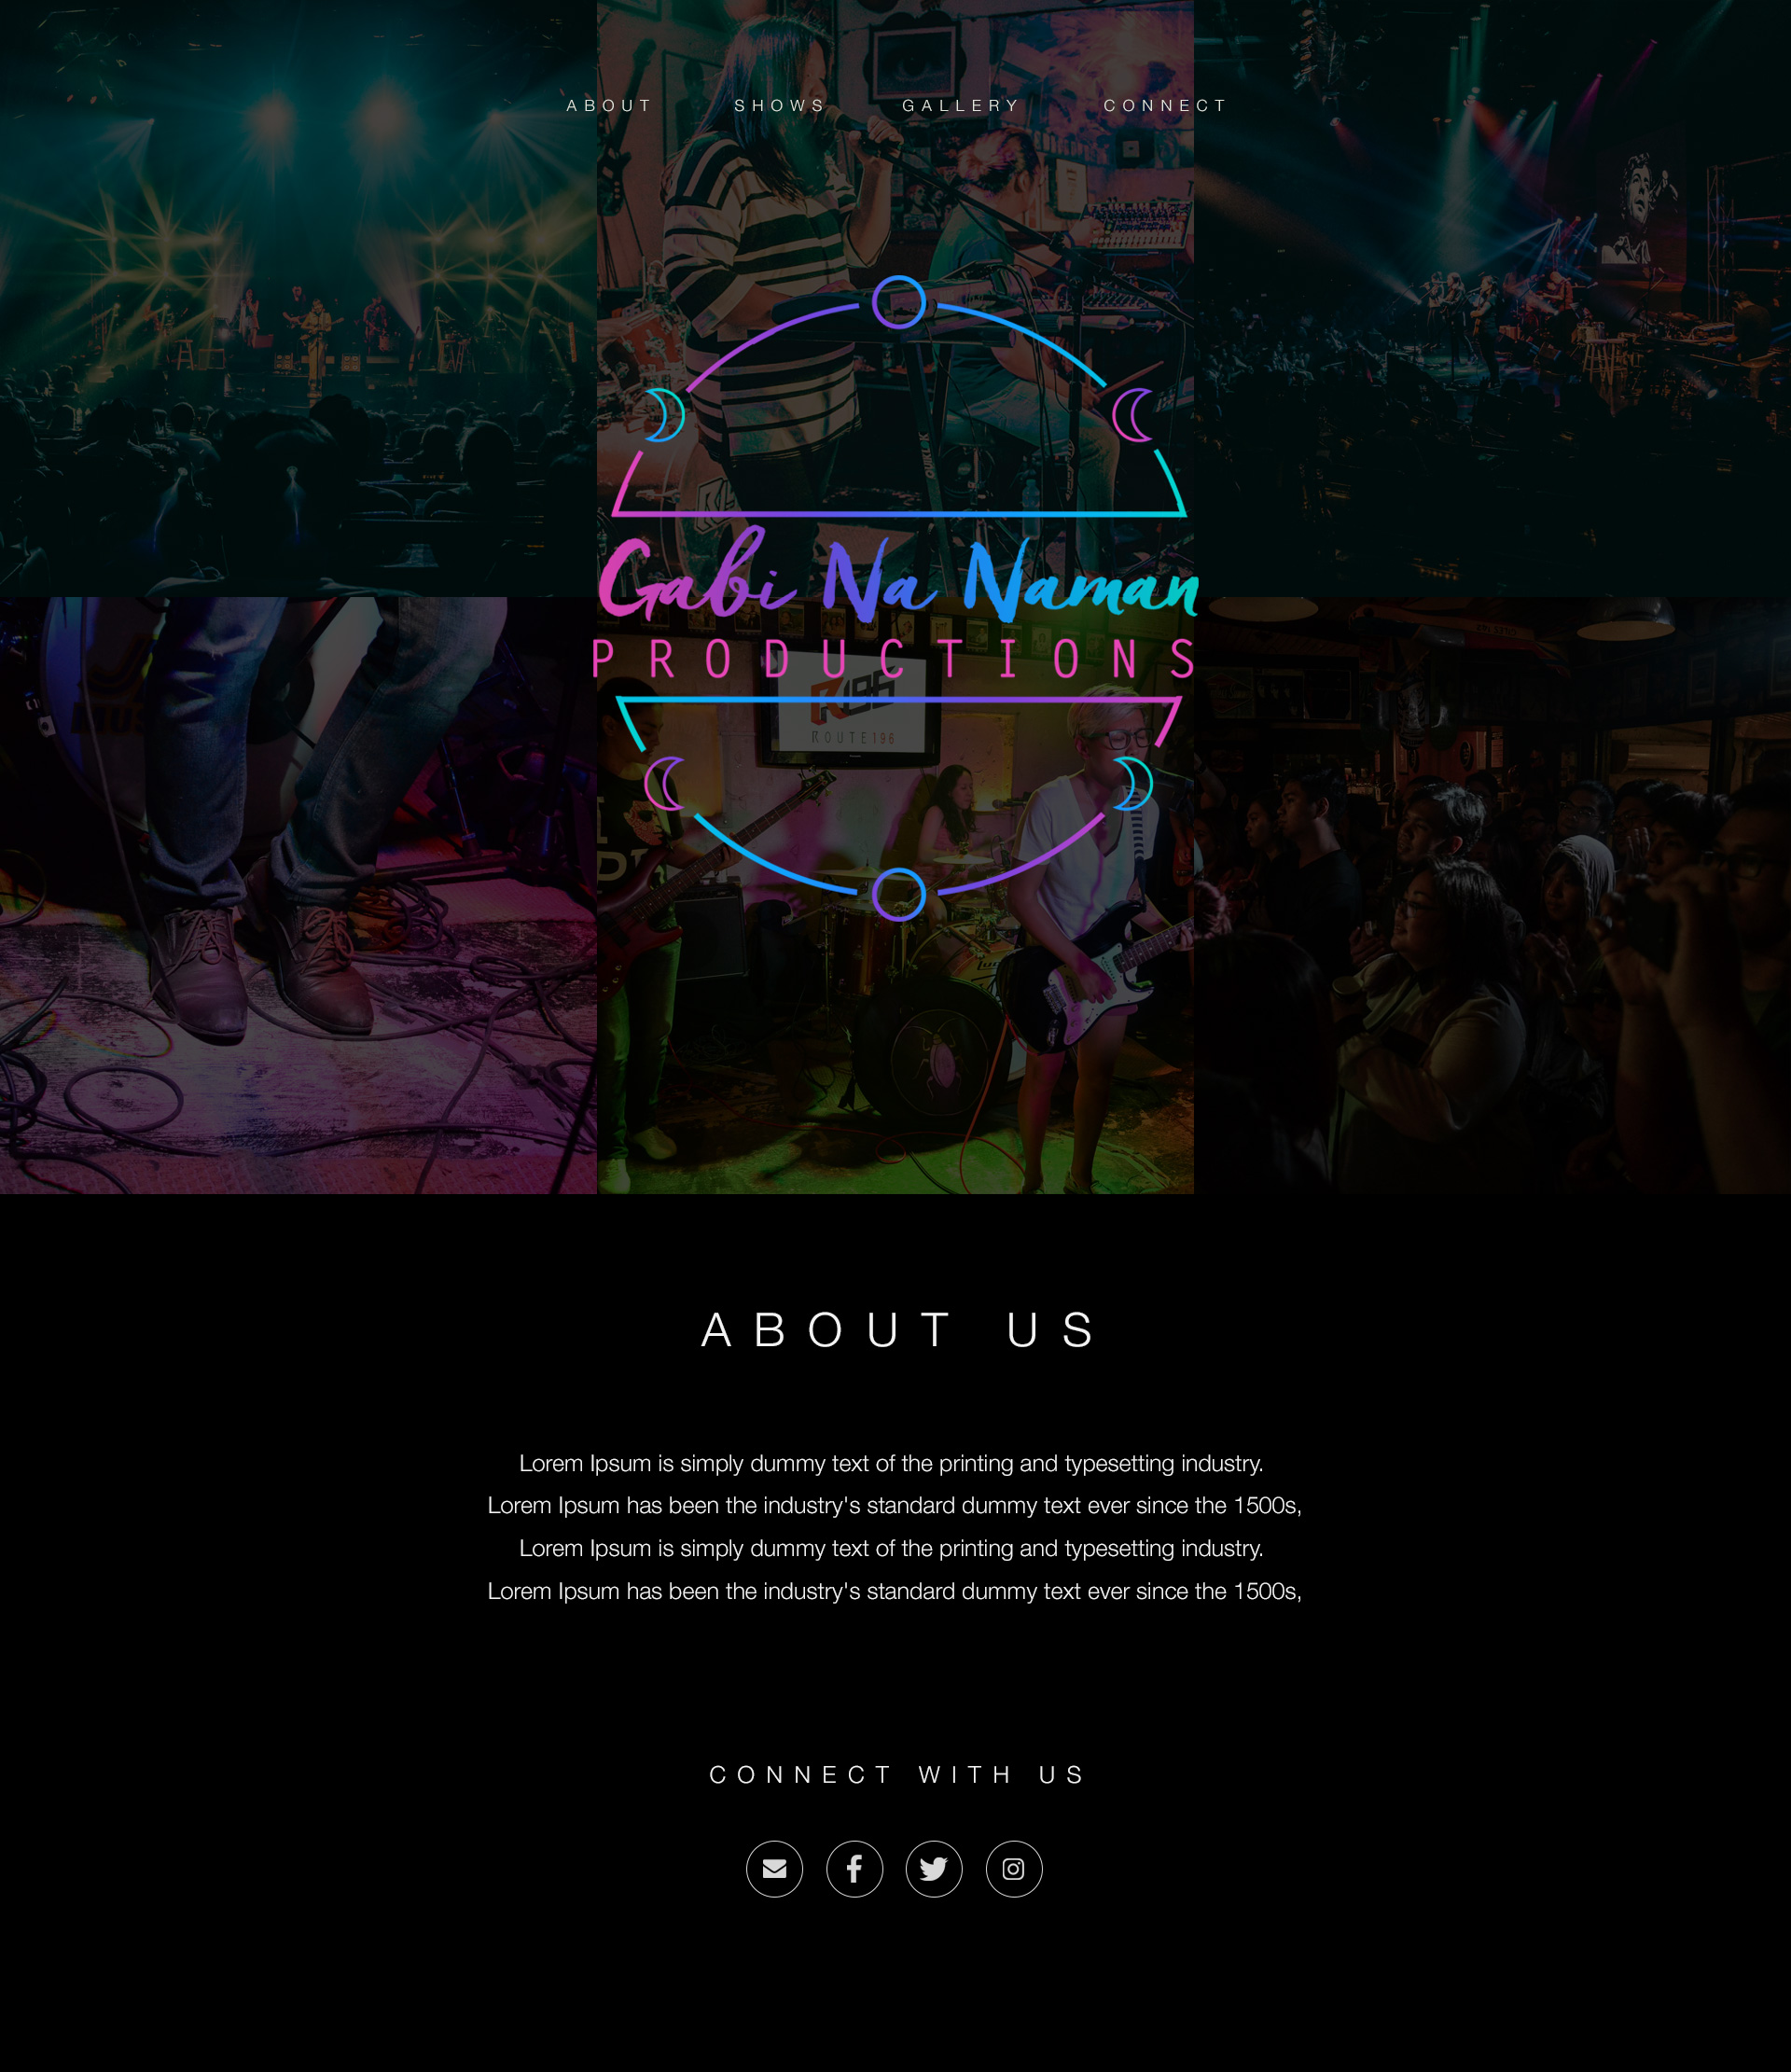 ABOUT SHOWS GALLERY CONNECT
QUIKLOK
Gabi Na Naman
PRODUCTIONS
R196
ROUTE196
ABOUT US
Lorem Ipsum is simply dummy text of the printing and typesetting industry.
Lorem Ipsum has been the industry's standard dummy text ever since the 1500s,
Lorem Ipsum is simply dummy text of the printing and typesetting industry.
Lorem Ipsum has been the industry's standard dummy text ever since the 1500s,
CONNECT WITH US